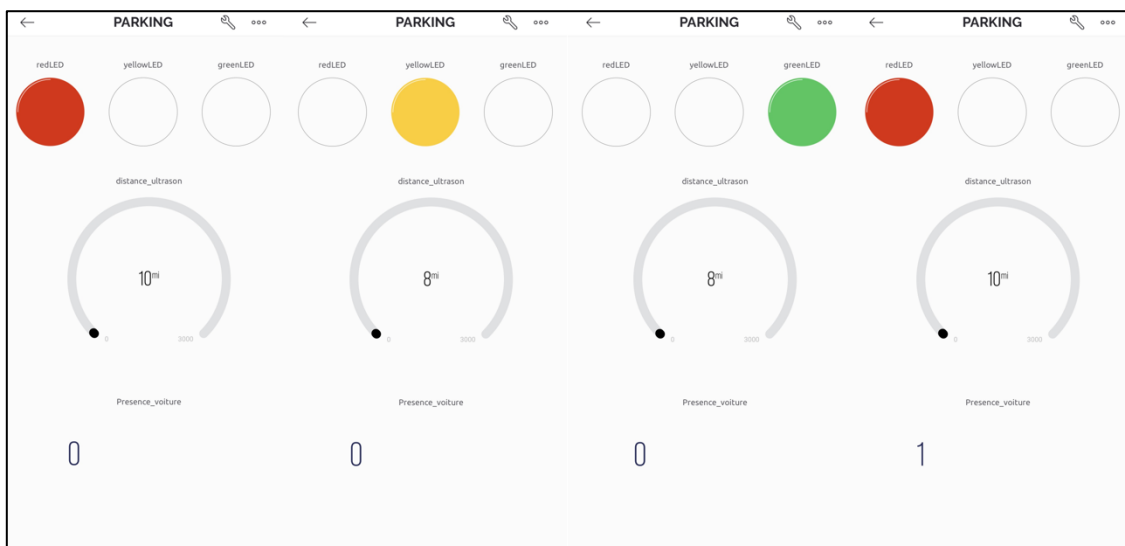 PARKING
redLED yellowLED greenLED
distance_ultrason
10mi
0 3000
Presence_voiture
0
PARKING
redLED yellowLED greenLED
distance_ultrason
8mi
0 3000
Presence_voiture
0
PARKING
redLED yellowLED greenLED
distance_ultrason
8mi
0 3000
Presence_voiture
0
PARKING
redLED yellowLED greenLED
distance_ultrason
10mi
0 3000
Presence_voiture
1